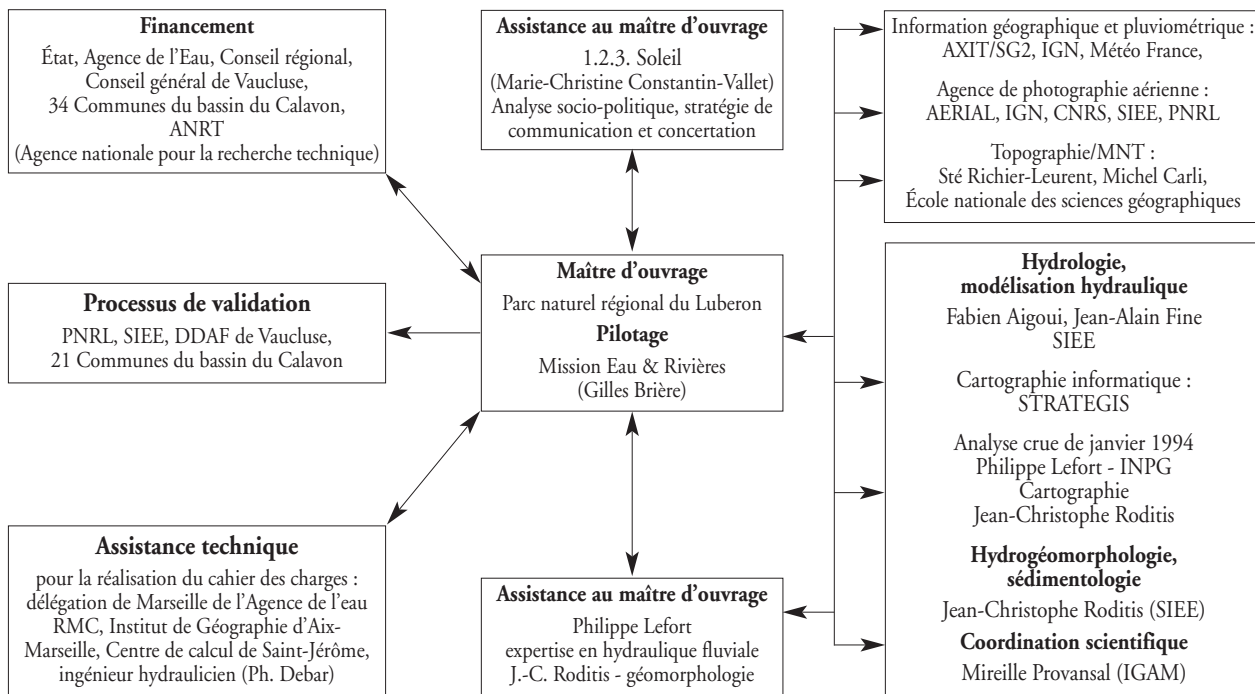 Financement
État, Agence de l'Eau, Conseil régional,
Conseil général de Vaucluse,
34 Communes du bassin du Calavon,
ANRT
(Agence nationale pour la recherche technique)
Assistance au maître d'ouvrage
1.2.3. Soleil
(Marie-Christine Constantin-Vallet)
Analyse socio-politique, stratégie de
communication et concertation
Information géographique et pluviométrique :
AXIT/SG2, IGN, Météo France,
Agence de photographie aérienne :
AERIAL, IGN, CNRS, SIEE, PNRL
Topographie/MNT :
Sté Richier-Leurent, Michel Carli,
École nationale des sciences géographiques
Processus de validation
PNRL, SIEE, DDAF de Vaucluse,
21 Communes du bassin du Calavon
Maître d'ouvrage
Parc naturel régional du Luberon
Pilotage
Mission Eau & Rivières
(Gilles Brière)
Hydrologie,
modélisation hydraulique
Fabien Aigoui, Jean-Alain Fine
SIEE
Cartographie informatique :
STRATEGIS
Analyse crue de janvier 1994
Philippe Lefort - INPG
Cartographie
Jean-Christophe Roditis
Hydrogéomorphologie,
sédimentologie
Jean-Christophe Roditis (SIEE)
Coordination scientifique
Mireille Provansal (IGAM)
Assistance technique
pour la réalisation du cahier des charges :
délégation de Marseille de l'Agence de l'eau
RMC, Institut de Géographie d'Aix-
Marseille, Centre de calcul de Saint-Jérôme,
ingénieur hydraulicien (Ph. Debar)
Assistance au maître d'ouvrage
Philippe Lefort
expertise en hydraulique fluviale
J.-C. Roditis - géomorphologie